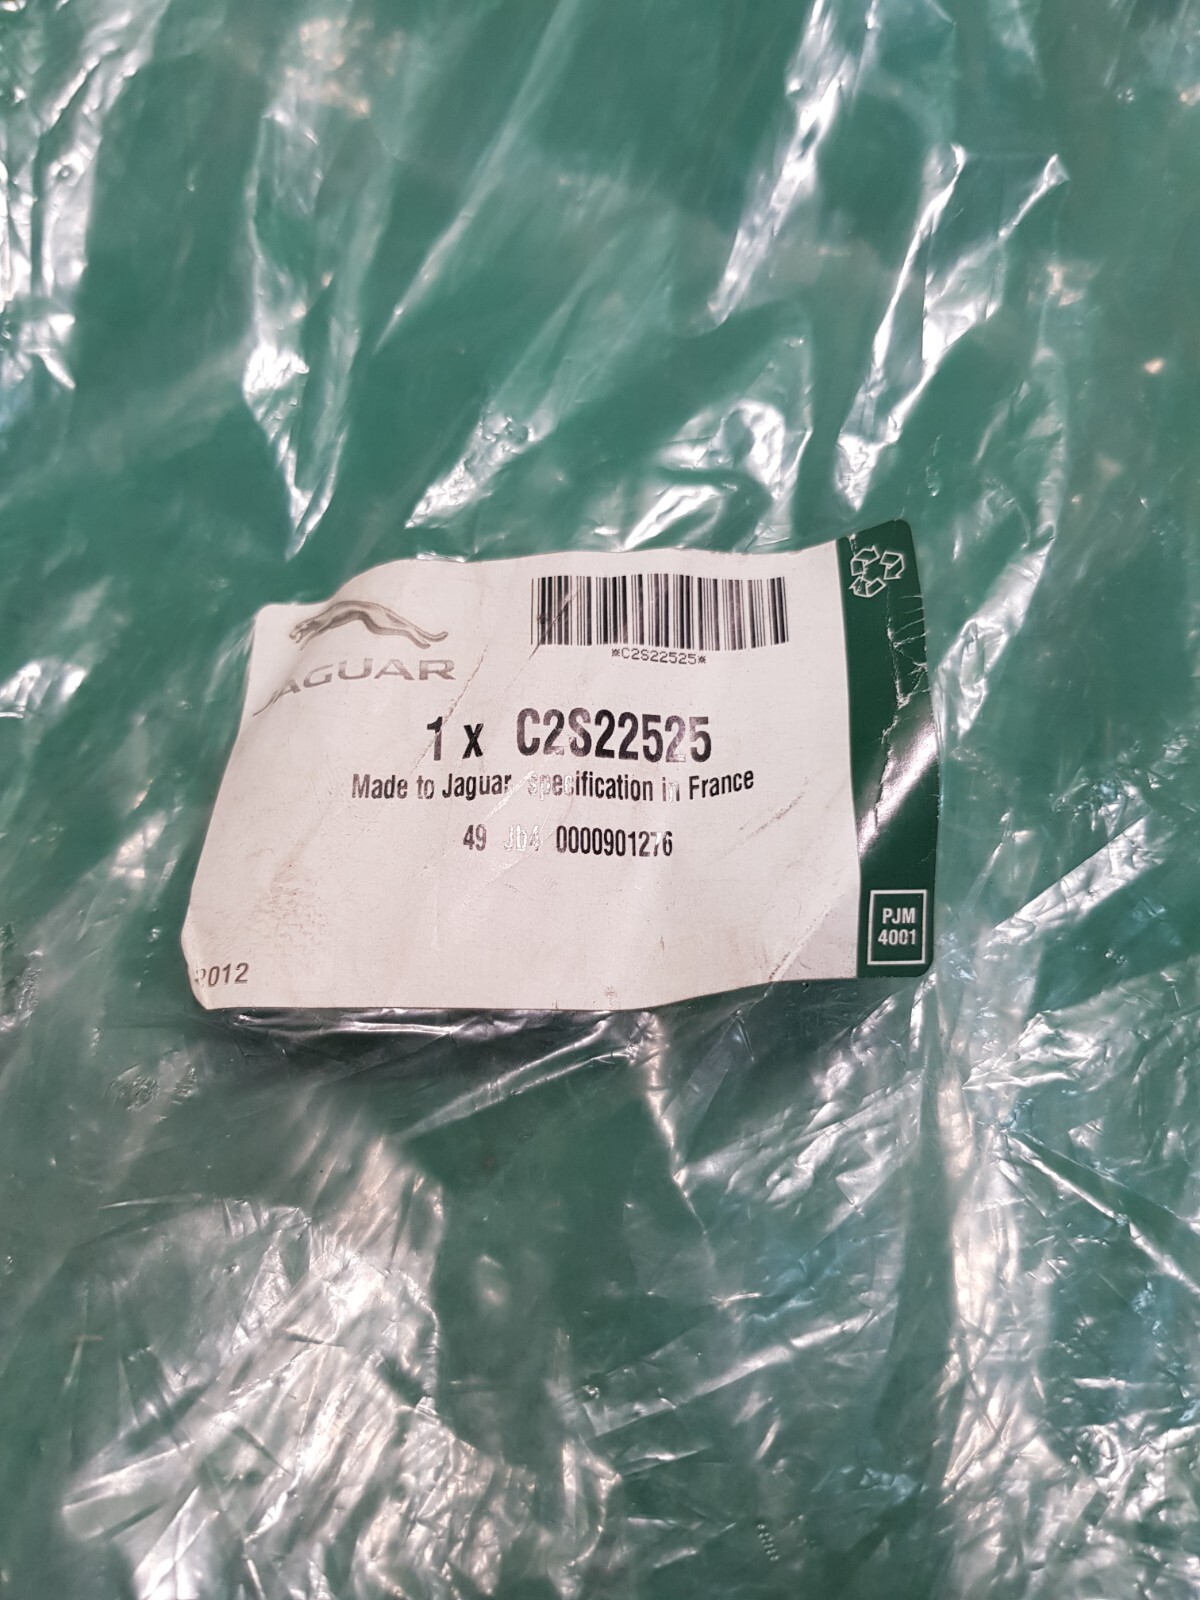 JAGUAR
*C2S22525*
1 x C2S22525
Made to Jaguar specification in France
49 Jb4 0000901276
2012
PJM
4001